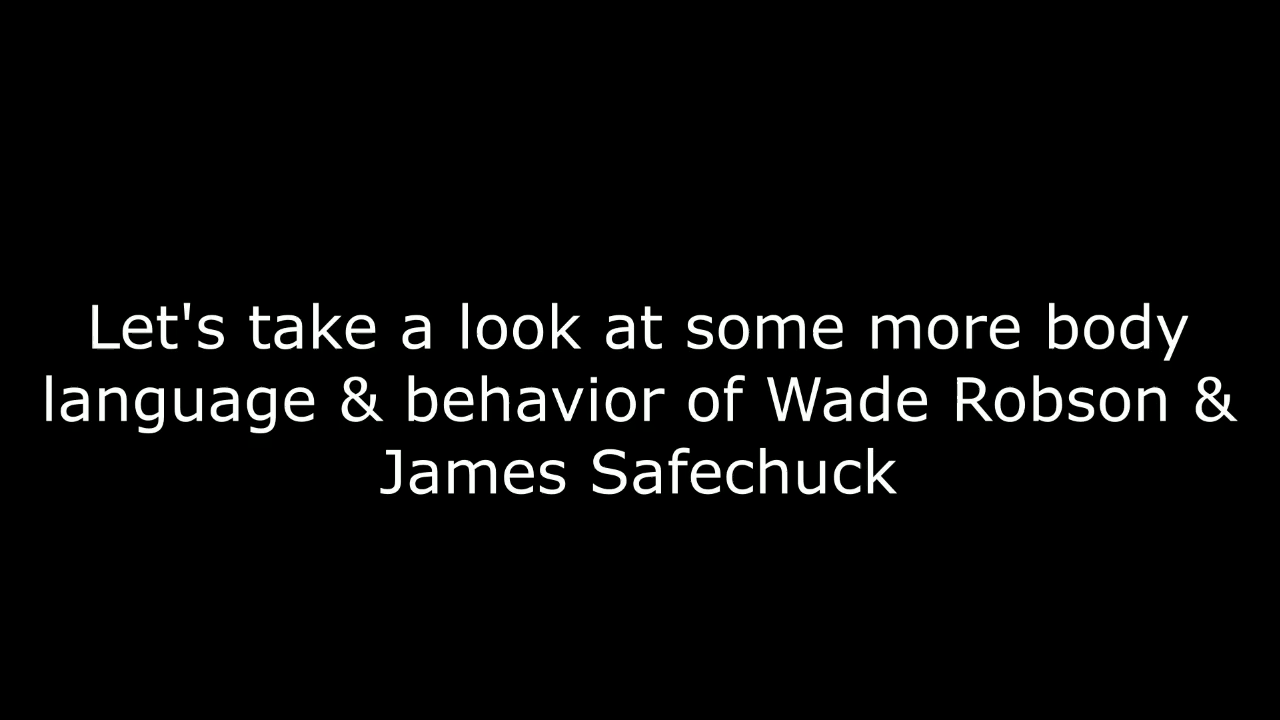 Let's take a look at some more body
language & behavior of Wade Robson &
James Safechuck